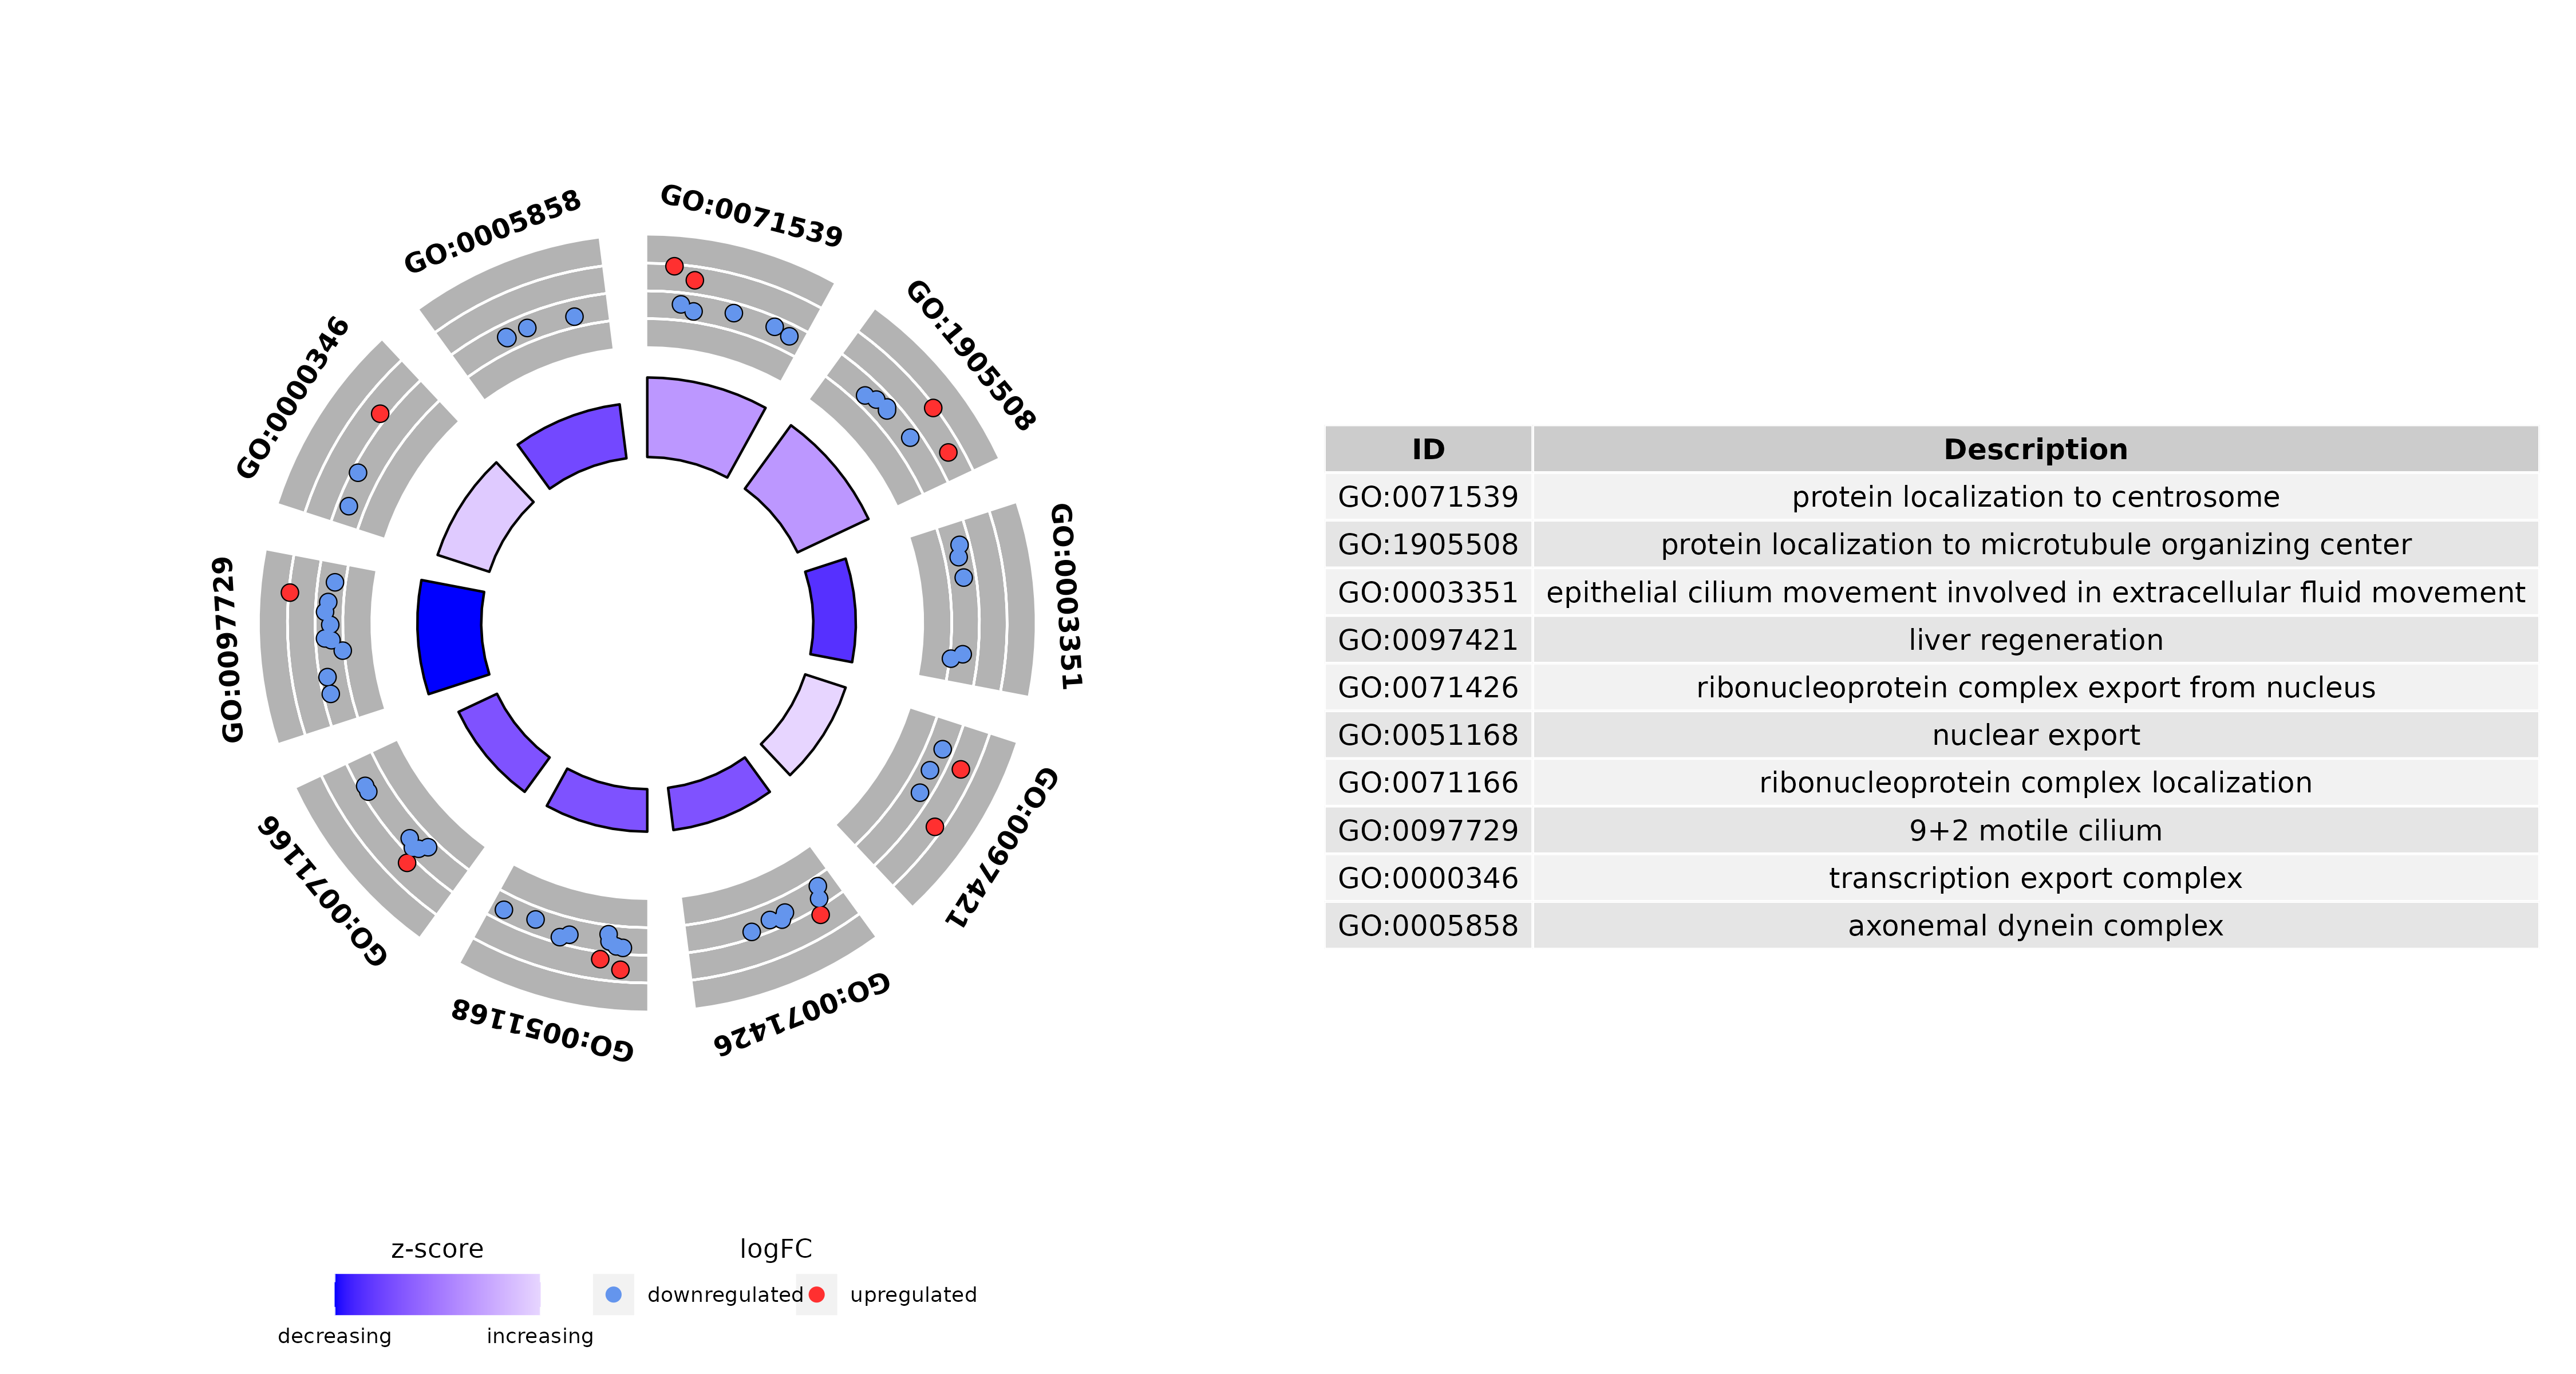 GO:0071539
GO:1905508
GO:0003351
GO:0097421
GO:0071426
GO:0051168
GO:0071166
GO:0097729
GO:0000346
GO:0005858
ID Description
GO:0071539 protein localization to centrosome
GO:1905508 protein localization to microtubule organizing center
GO:0003351 epithelial cilium movement involved in extracellular fluid movement
GO:0097421 liver regeneration
GO:0071426 ribonucleoprotein complex export from nucleus
GO:0051168 nuclear export
GO:0071166 ribonucleoprotein complex localization
GO:0097729 9+2 motile cilium
GO:0000346 transcription export complex
GO:0005858 axonemal dynein complex
z-score logFC
downregulated upregulated
decreasing increasing